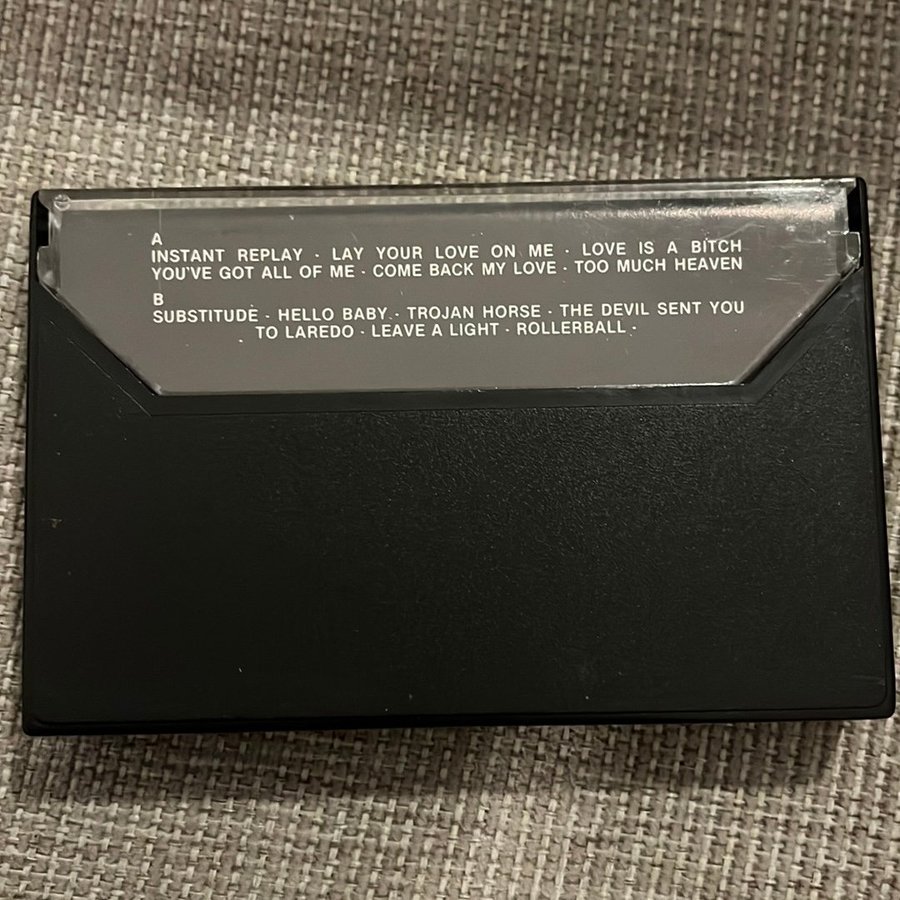 A
INSTANT REPLAY · LAY YOUR LOVE ON ME · LOVE IS A BITCH
YOU'VE GOT ALL OF ME · COME BACK MY LOVE · TOO MUCH HEAVEN
B
SUBSTITUDE · HELLO BABY · TROJAN HORSE · THE DEVIL SENT YOU
TO LAREDO · LEAVE A LIGHT · ROLLERBALL ·